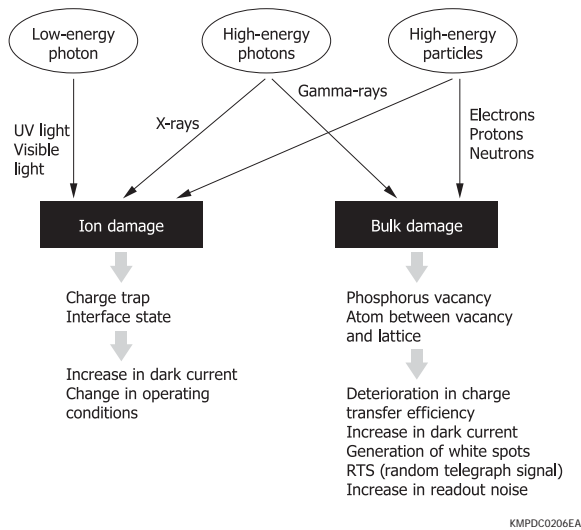 Low-energy
photon
High-energy
photons
High-energy
particles
UV light
Visible
light
X-rays
Gamma-rays
Electrons
Protons
Neutrons
Ion damage
Bulk damage
Charge trap
Interface state
Phosphorus vacancy
Atom between vacancy
and lattice
Increase in dark current
Change in operating
conditions
Deterioration in charge
transfer efficiency
Increase in dark current
Generation of white spots
RTS (random telegraph signal)
Increase in readout noise
KMPDC0206EA